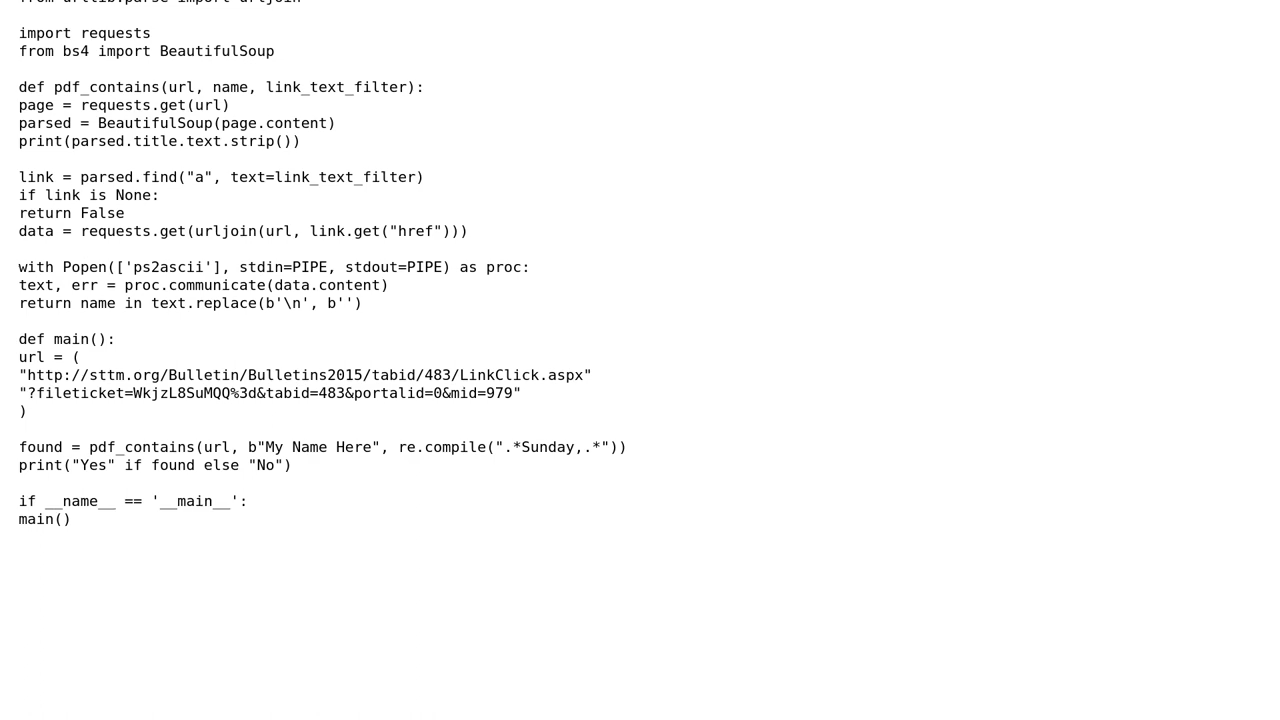 from urllib.parse import urljoin
import requests
from bs4 import BeautifulSoup
def pdf_contains(url, name, link_text_filter):
page = requests.get(url)
parsed = BeautifulSoup(page.content)
print(parsed.title.text.strip())
link = parsed.find("a", text=link_text_filter)
if link is None:
return False
data = requests.get(urljoin(url, link.get("href")))
with Popen(['ps2ascii'], stdin=PIPE, stdout=PIPE) as proc:
text, err = proc.communicate(data.content)
return name in text.replace(b'\n', b'')
def main():
url = (
"http://sttm.org/Bulletin/Bulletins2015/tabid/483/LinkClick.aspx"
"?fileticket=WkjzL8SuMQQ%3d&tabid=483&portalid=0&mid=979"
)
found = pdf_contains(url, b"My Name Here", re.compile(".*Sunday,.*"))
print("Yes" if found else "No")
if __name__ == '__main__':
main()